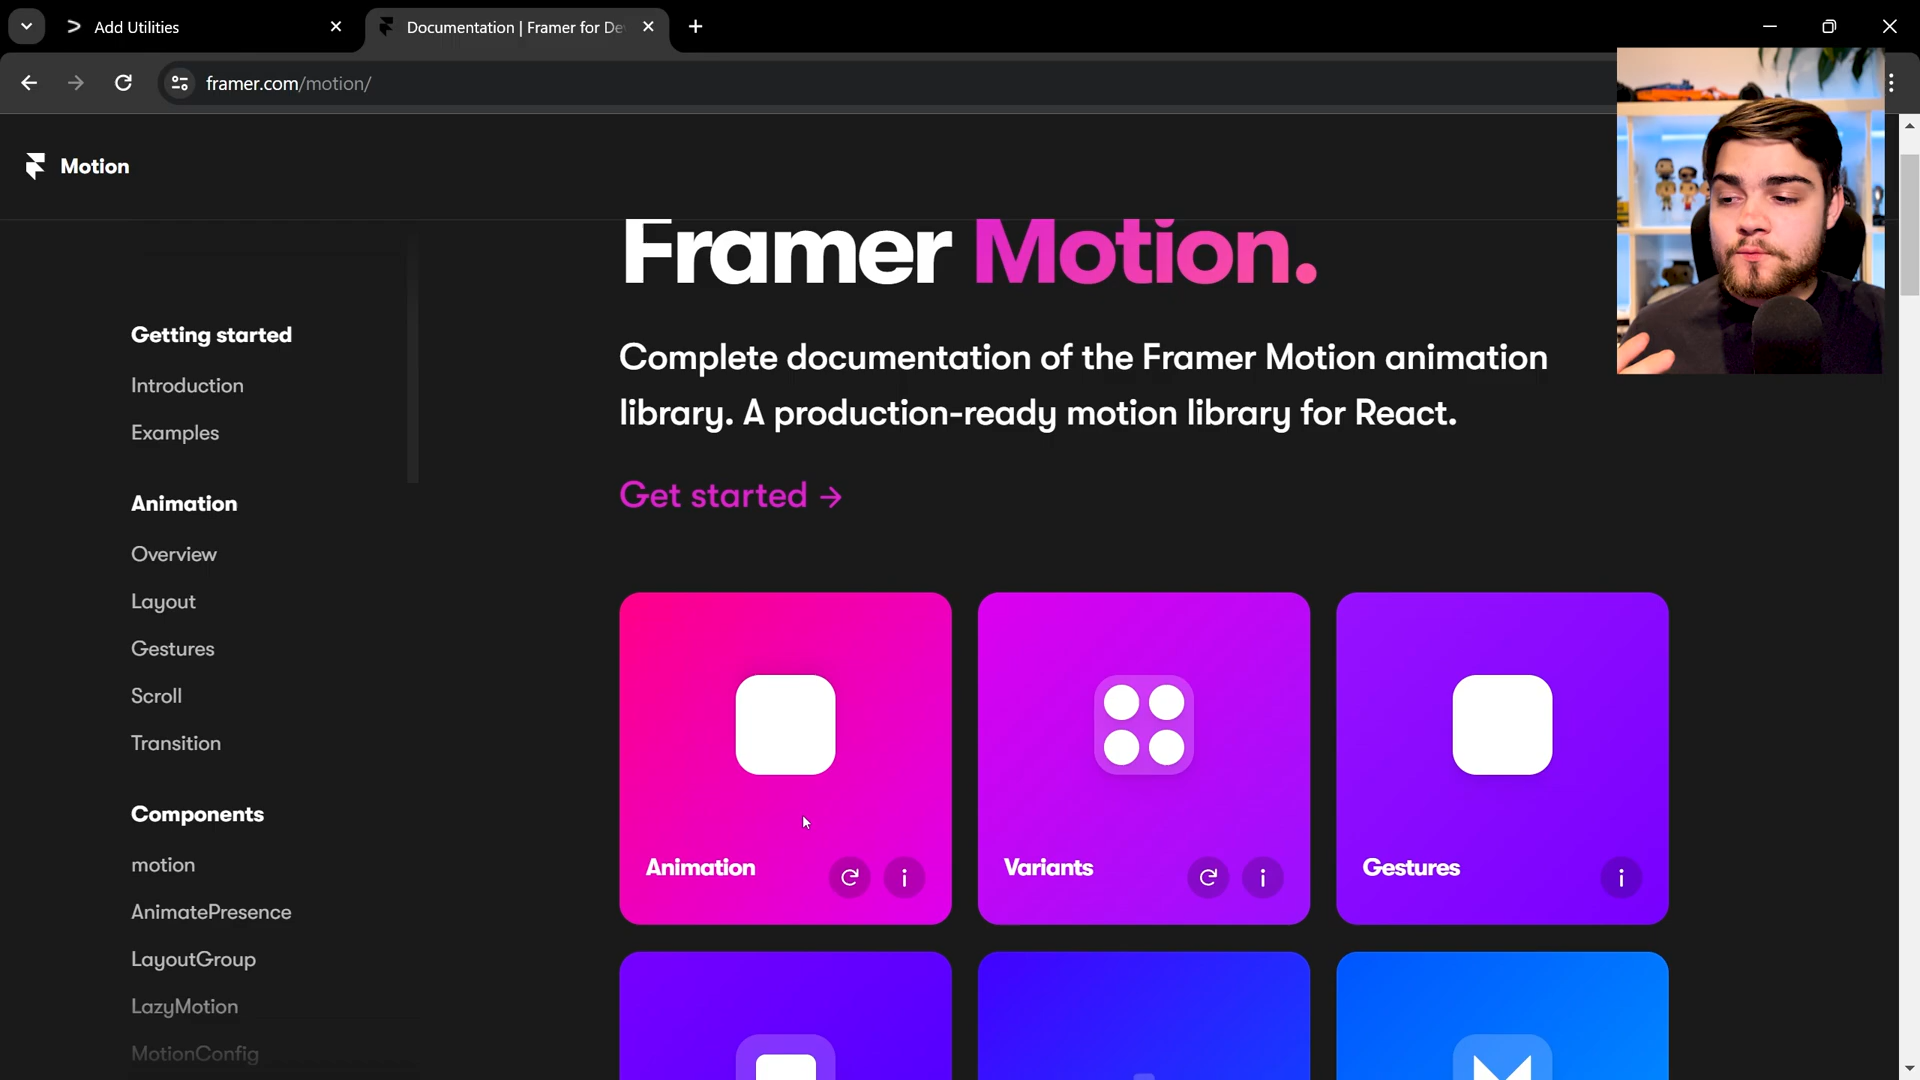 Add Utilities
Documentation | Framer for De
framer.com/motion/
Motion
Getting started
Introduction
Examples
Animation
Overview
Layout
Gestures
Scroll
Transition
Components
motion
AnimatePresence
LayoutGroup
LazyMotion
MotionConfig
Framer Motion.
Complete documentation of the Framer Motion animation
library. A production-ready motion library for React.
Get started →
Animation
Variants
Gestures